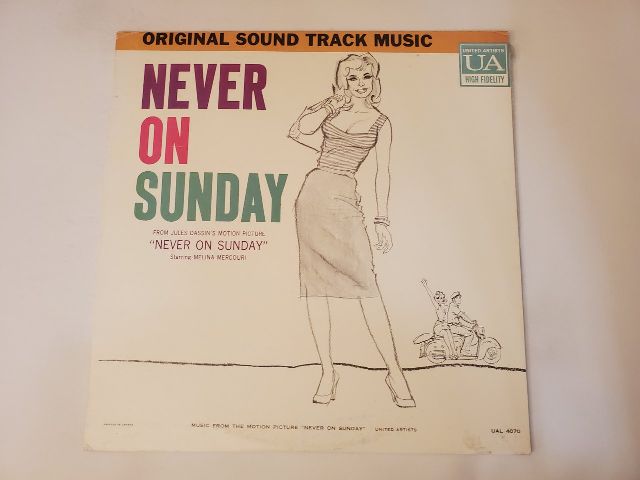 ORIGINAL SOUND TRACK MUSIC
UNITED ARTISTS
UA
HIGH FIDELITY
NEVER
ON
SUNDAY
FROM JULES DASSIN'S MOTION PICTURE
"NEVER ON SUNDAY"
Starring MELINA MERCOURI
MUSIC FROM THE MOTION PICTURE "NEVER ON SUNDAY" UNITED ARTISTS
UAL 4070